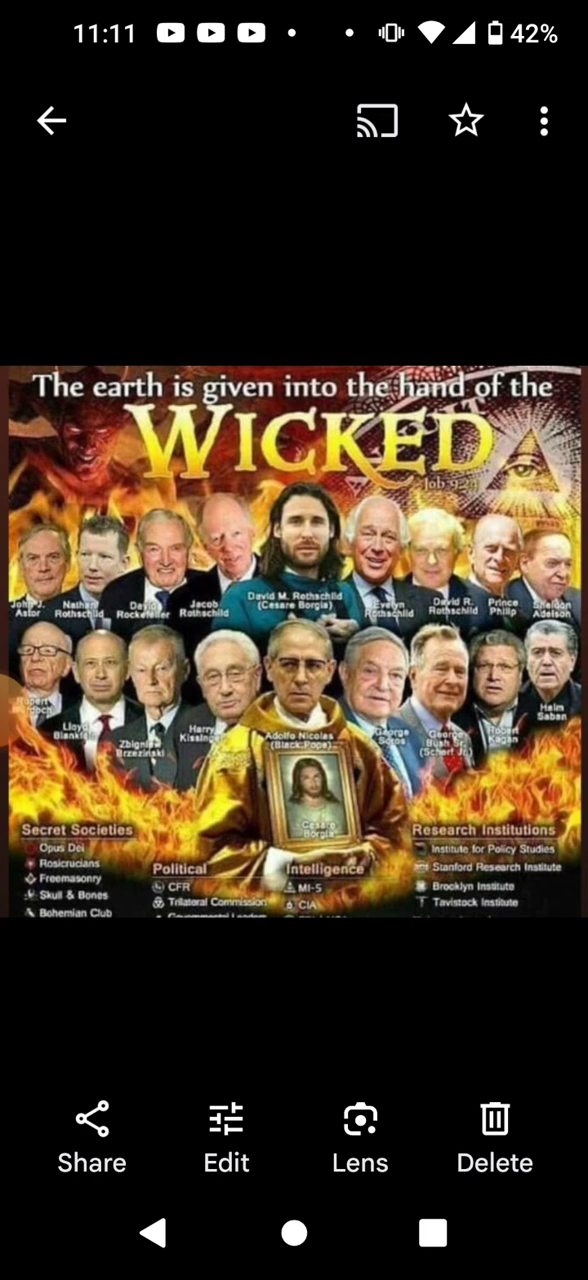 11:11
42%
The earth is given into the hand of the
WICKED
Job 9:24
John J. Astor
Nathan Rothschild
David Rockefeller
Jacob Rothschild
David M. Rothschild
(Cesare Borgia)
Evelyn Rothschild
David R. Rothschild
Prince Philip
Sheldon Adelson
Rupert
Lloyd
Zbigniew Brzezinski
Harry Kissinger
Adolfo Nicolas
(Black Pope)
George Soros
George Bush Sr.
(Scherf Jr.)
Robert Kagan
Haim Saban
Cesare Borgia
Secret Societies
Opus Dei
Rosicrucians
Freemasonry
Skull & Bones
Bohemian Club
Political
CFR
Trilateral Commission
Intelligence
MI-5
CIA
Research Institutions
Institute for Policy Studies
Stanford Research Institute
Brooklyn Institute
Tavistock Institute
Share
Edit
Lens
Delete